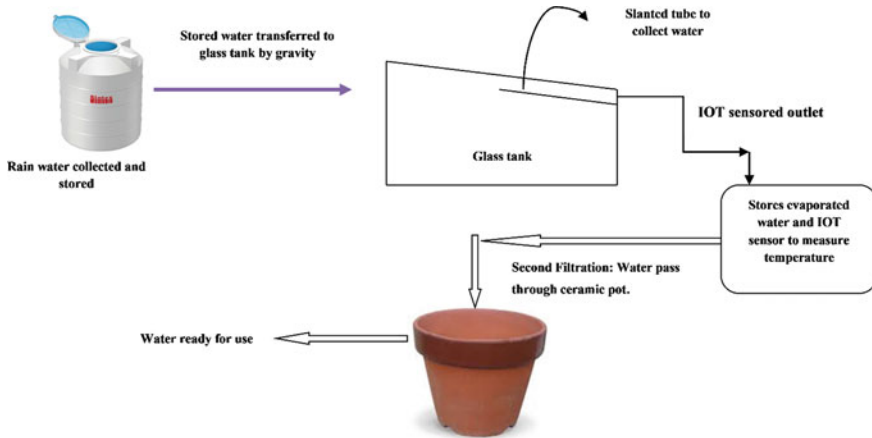 Stored water transferred to
glass tank by gravity
Slanted tube to
collect water
Sintex
Rain water collected and
stored
Glass tank
IOT sensored outlet
Stores evaporated
water and IOT
sensor to measure
temperature
Second Filtration: Water pass
through ceramic pot.
Water ready for use